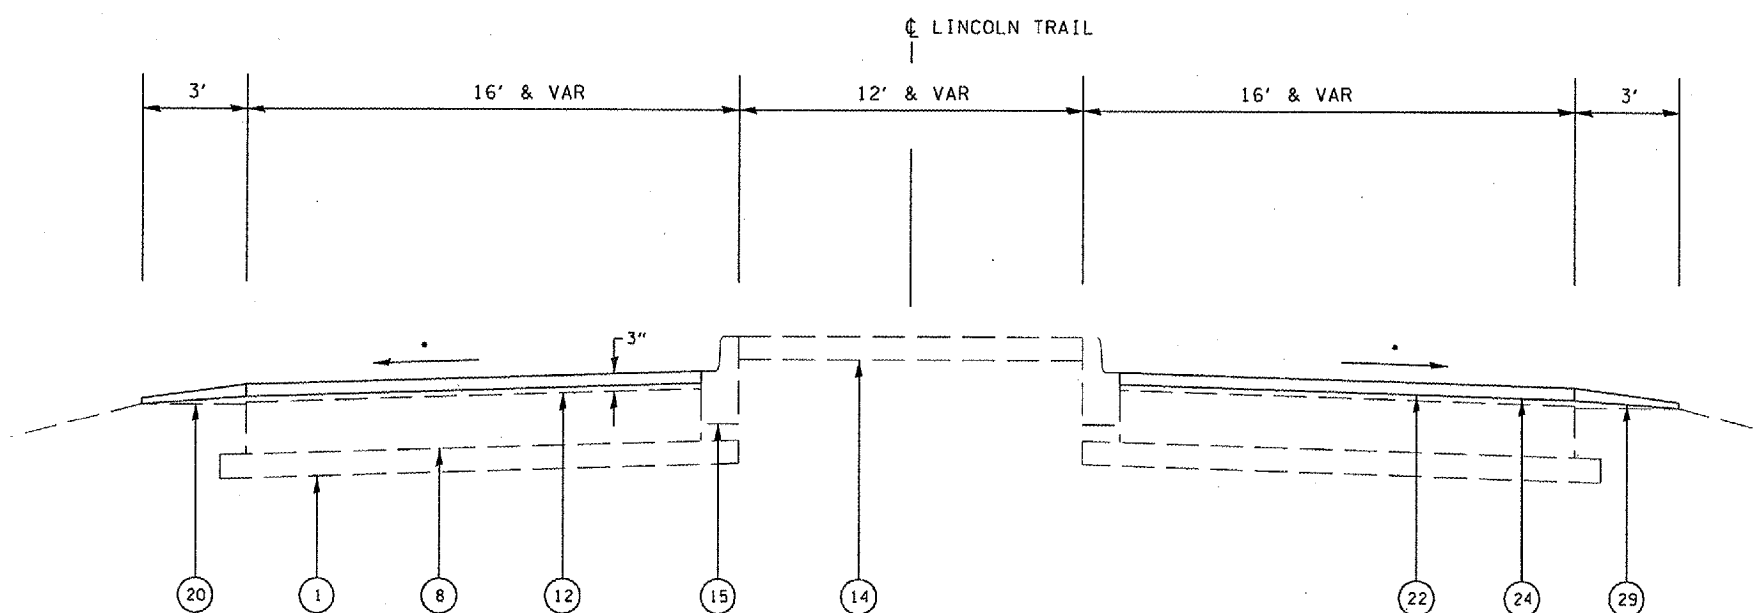 ℄ LINCOLN TRAIL
3' 16' & VAR 12' & VAR 16' & VAR 3'
3"
20 1 8 12 15 14 22 24 29